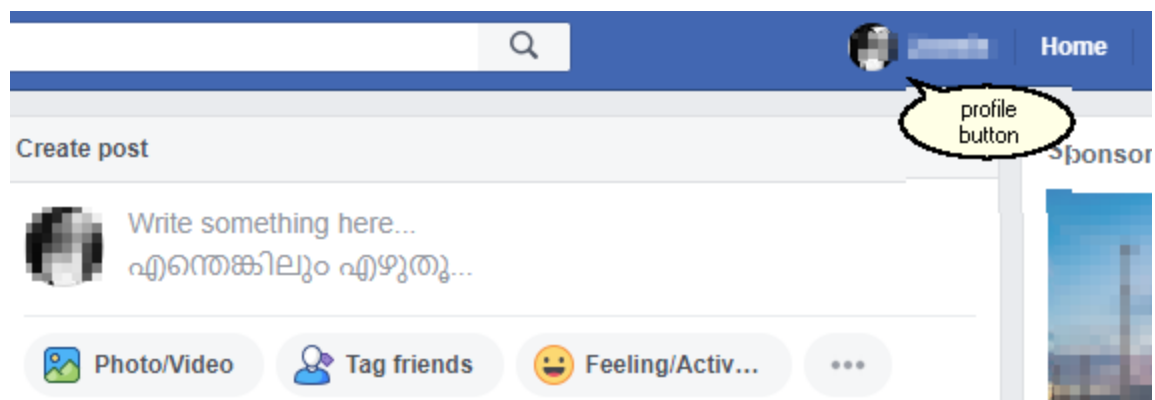 Home
profile
button
Create post
Sponsor
Write something here...
എന്തെങ്കിലും എഴുതൂ...
Photo/Video
Tag friends
Feeling/Activ...